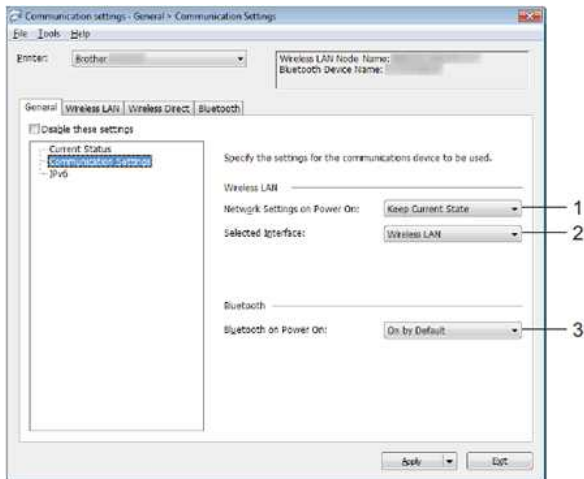 Communication settings - General > Communication Settings
File Tools Help
Printer: Brother
Wireless LAN Node Name:
Bluetooth Device Name:
General Wireless LAN Wireless Direct Bluetooth
Disable these settings
Current Status
Communication Settings
IPv6
Specify the settings for the communications device to be used.
Wireless LAN
Network Settings on Power On: Keep Current State 1
Selected Interface: Wireless LAN 2
Bluetooth
Bluetooth on Power On: On by Default 3
Apply Exit